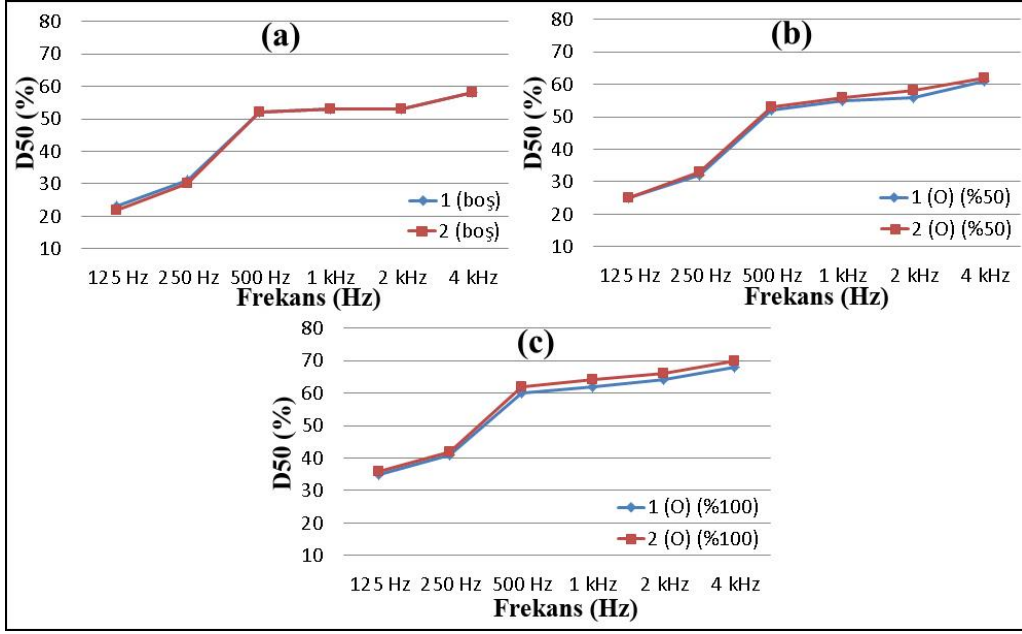 (a)
D50 (%)
80
70
60
50
40
30
20
10
1 (boş)
2 (boş)
125 Hz 250 Hz 500 Hz 1 kHz 2 kHz 4 kHz
Frekans (Hz)
(b)
D50 (%)
80
70
60
50
40
30
20
10
1 (O) (%50)
2 (O) (%50)
125 Hz 250 Hz 500 Hz 1 kHz 2 kHz 4 kHz
Frekans (Hz)
(c)
D50 (%)
80
70
60
50
40
30
20
10
1 (O) (%100)
2 (O) (%100)
125 Hz 250 Hz 500 Hz 1 kHz 2 kHz 4 kHz
Frekans (Hz)